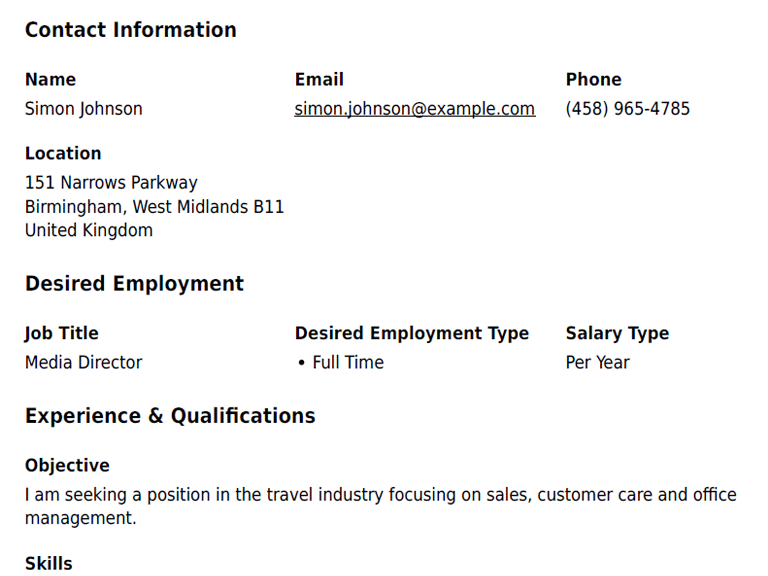 Contact Information
Name Email Phone
Simon Johnson simon.johnson@example.com (458) 965-4785
Location
151 Narrows Parkway
Birmingham, West Midlands B11
United Kingdom
Desired Employment
Job Title Desired Employment Type Salary Type
Media Director • Full Time Per Year
Experience & Qualifications
Objective
I am seeking a position in the travel industry focusing on sales, customer care and office
management.
Skills